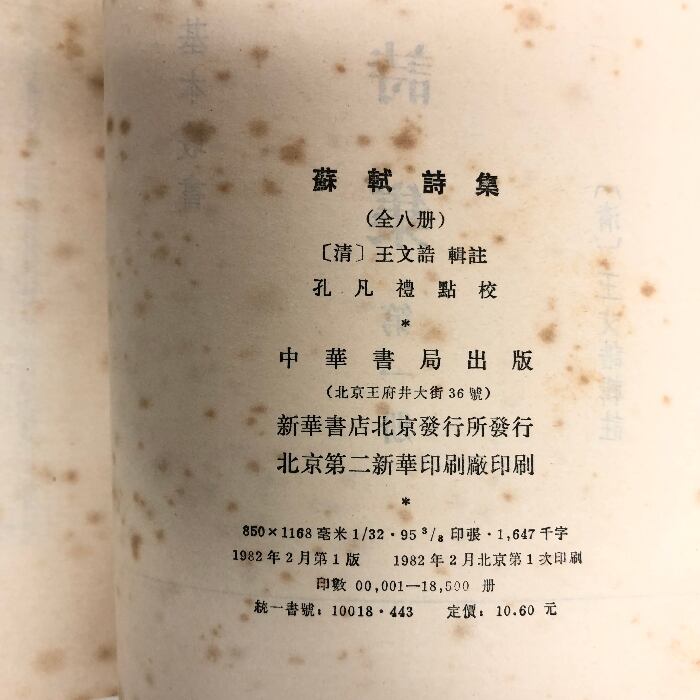 蘇軾詩集
（全八册）
〔清〕王文誥 輯註
孔凡禮點校
*
中華書局出版
（北京王府井大街36號）
新華書店北京發行所發行
北京第二新華印刷廠印刷
*
850×1168毫米 1/32·95 3/8 印張·1,647千字
1982年2月第1版 1982年2月北京第1次印刷
印數 00,001—18,500 册
統一書號：10018·443 定價：10.60 元